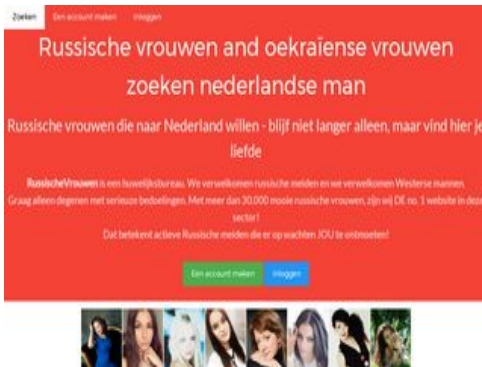 Zoeken Een account maken Inloggen
Russische vrouwen and oekraïense vrouwen
zoeken nederlandse man
Russische vrouwen die naar Nederland willen - blijf niet langer alleen, maar vind hier je
liefde
RussischeVrouwen is een huwelijksbureau. We verwelkomen russische meiden en we verwelkomen Westerse mannen.
Graag alleen degenen met serieuze bedoelingen. Met meer dan 30.000 mooie russische vrouwen, zijn wij DE no. 1 website in deze
sector!
Dat betekent actieve Russische meiden die er op wachten JOU te ontmoeten!
Een account maken Inloggen